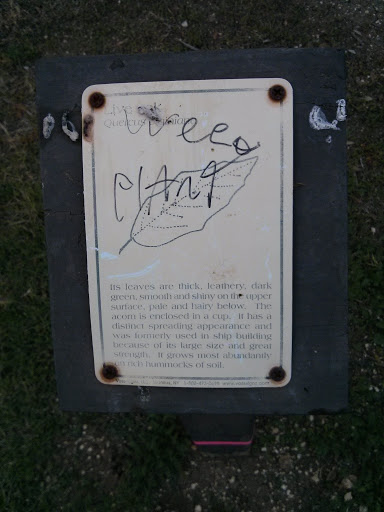 Quercus
weed
PlANT
Its leaves are thick, leathery, dark
green, smooth and shiny on the upper
surface, pale and hairy below. The
acorn is enclosed in a cup. It has a
distinct spreading appearance and
was formerly used in ship building
because of its large size and great
strength. It grows most abundantly
on rich hummocks of soil.